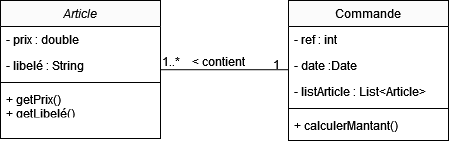 Article
- prix : double
- libelé : String
+ getPrix()
+ getLibelé()
1..* < contient 1
Commande
- ref : int
- date :Date
- listArticle : List<Article>
+ calculerMantant()